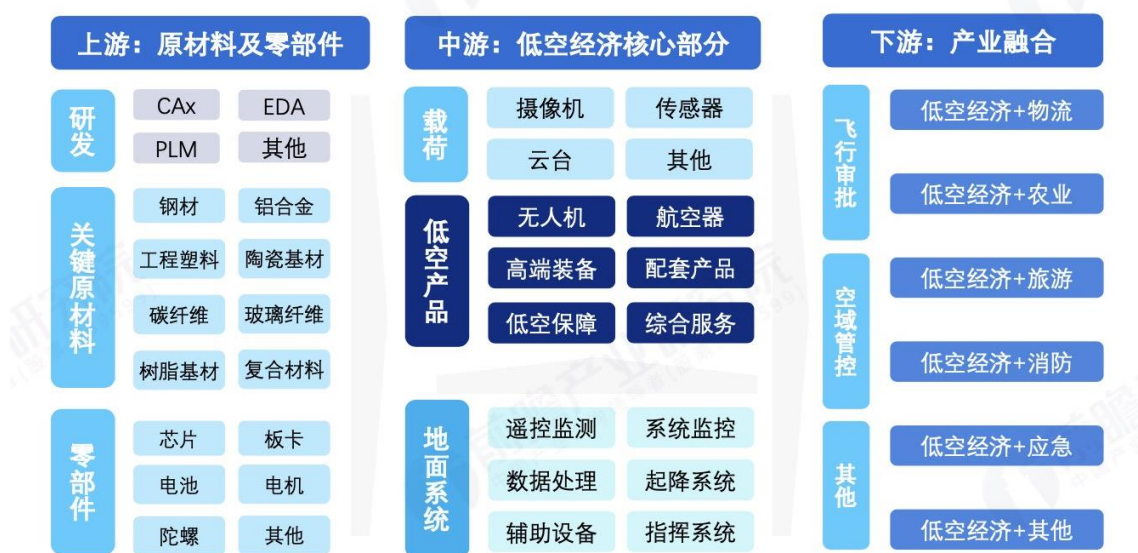 上游：原材料及零部件
研发
CAx
EDA
PLM
其他
关键原材料
钢材
铝合金
工程塑料
陶瓷基材
碳纤维
玻璃纤维
树脂基材
复合材料
零部件
芯片
板卡
电池
电机
陀螺
其他
中游：低空经济核心部分
载荷
摄像机
传感器
云台
其他
低空产品
无人机
航空器
高端装备
配套产品
低空保障
综合服务
地面系统
遥控监测
系统监控
数据处理
起降系统
辅助设备
指挥系统
下游：产业融合
飞行审批
空域管控
其他
低空经济+物流
低空经济+农业
低空经济+旅游
低空经济+消防
低空经济+应急
低空经济+其他